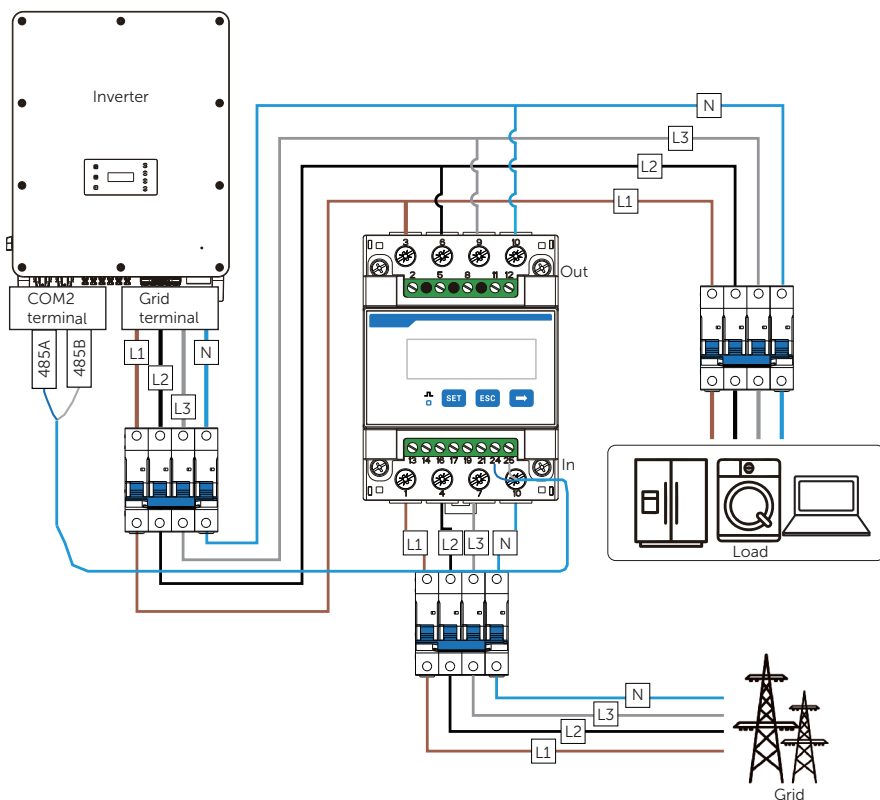 Inverter
N
L3
L2
L1
3 6 9 10
Out
2 5 8 11 12
COM2
terminal
Grid
terminal
485A
485B
L1
L2
L3
N
SET
ESC
In
13 14 16 17 19 21 24 25
1 4 7 10
L1
L2
L3
N
Load
N
L3
L2
L1
Grid